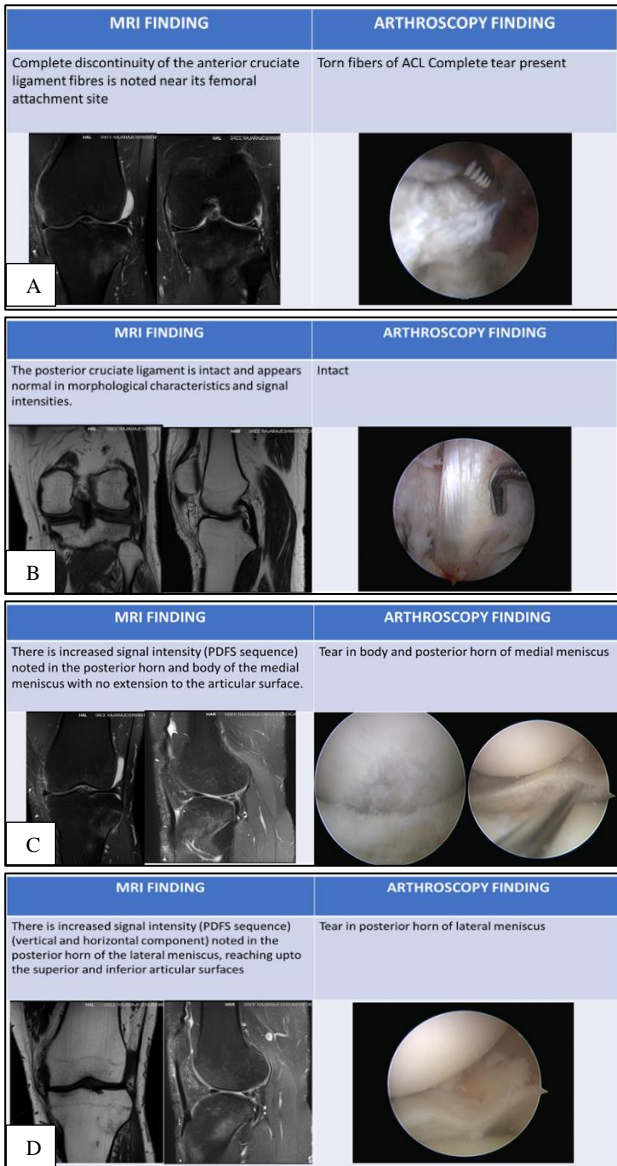 MRI FINDING
ARTHROSCOPY FINDING
Complete discontinuity of the anterior cruciate
ligament fibres is noted near its femoral
attachment site
Torn fibers of ACL Complete tear present
HAL
A
MRI FINDING
ARTHROSCOPY FINDING
The posterior cruciate ligament is intact and appears
normal in morphological characteristics and signal
intensities.
Intact
B
MRI FINDING
ARTHROSCOPY FINDING
There is increased signal intensity (PDFS sequence)
noted in the posterior horn and body of the medial
meniscus with no extension to the articular surface.
Tear in body and posterior horn of medial meniscus
C
MRI FINDING
ARTHROSCOPY FINDING
There is increased signal intensity (PDFS sequence)
(vertical and horizontal component) noted in the
posterior horn of the lateral meniscus, reaching upto
the superior and inferior articular surfaces
Tear in posterior horn of lateral meniscus
D